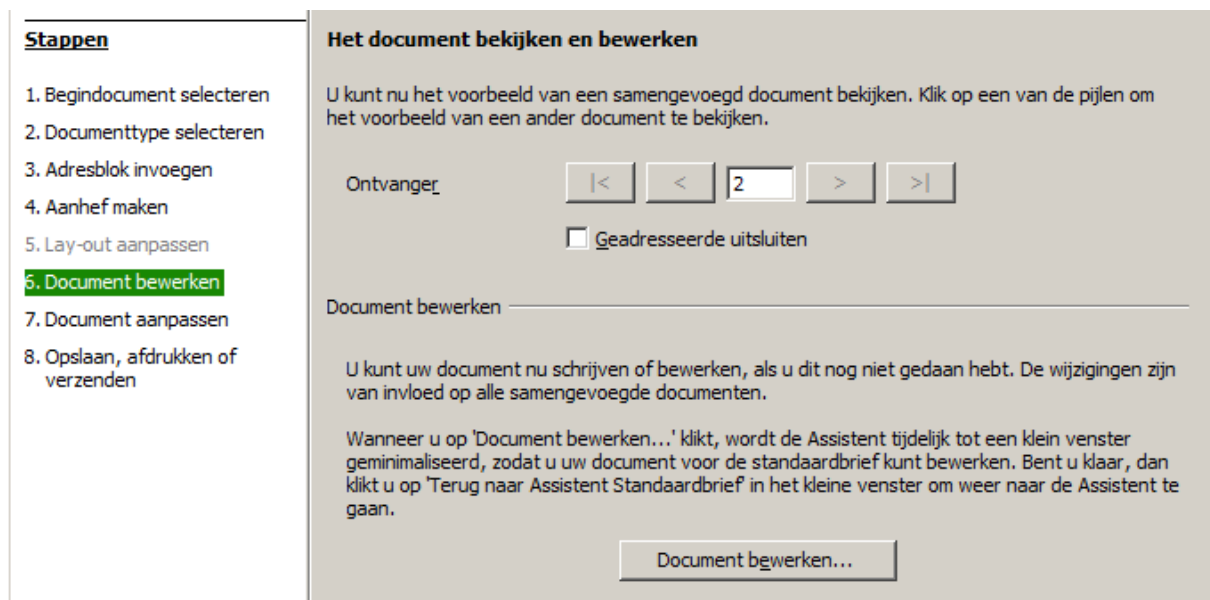 Stappen
1. Begindocument selecteren
2. Documenttype selecteren
3. Adresblok invoegen
4. Aanhef maken
5. Lay-out aanpassen
6. Document bewerken
7. Document aanpassen
8. Opslaan, afdrukken of
verzenden
Het document bekijken en bewerken
U kunt nu het voorbeeld van een samengevoegd document bekijken. Klik op een van de pijlen om
het voorbeeld van een ander document te bekijken.
Ontvanger |< < 2 > >|
Geadresseerde uitsluiten
Document bewerken
U kunt uw document nu schrijven of bewerken, als u dit nog niet gedaan hebt. De wijzigingen zijn
van invloed op alle samengevoegde documenten.
Wanneer u op 'Document bewerken...' klikt, wordt de Assistent tijdelijk tot een klein venster
geminimaliseerd, zodat u uw document voor de standaardbrief kunt bewerken. Bent u klaar, dan
klikt u op 'Terug naar Assistent Standaardbrief' in het kleine venster om weer naar de Assistent te
gaan.
Document bewerken...